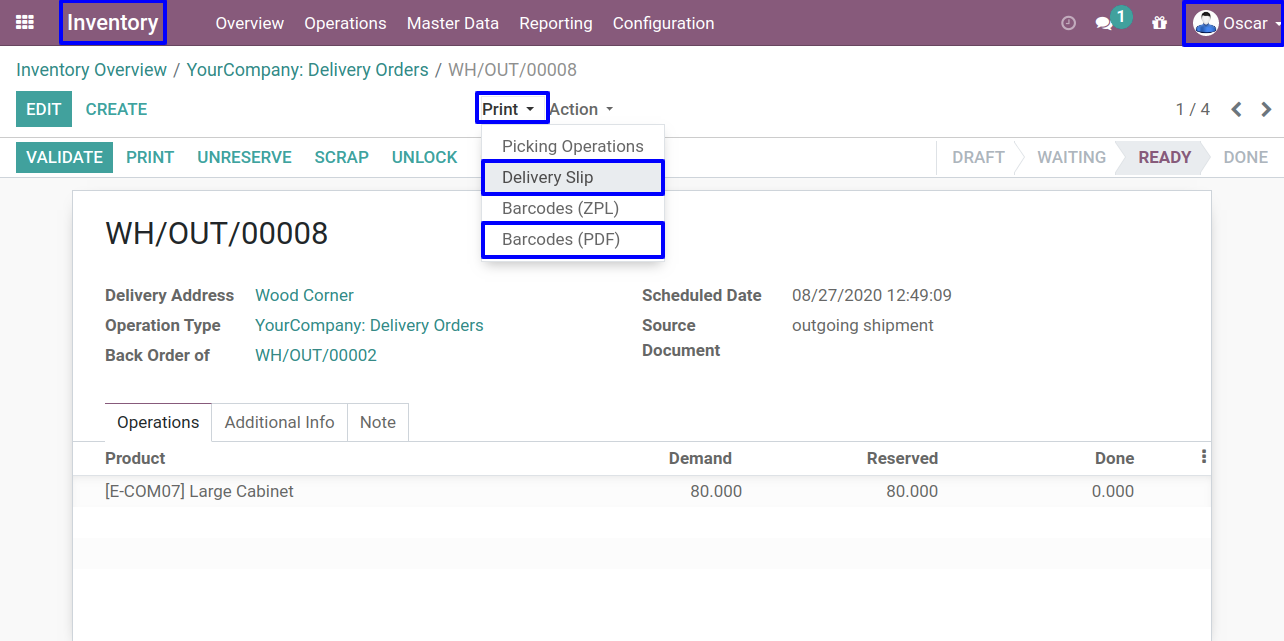 Inventory Overview Operations Master Data Reporting Configuration 1 Oscar
Inventory Overview / YourCompany: Delivery Orders / WH/OUT/00008
EDIT CREATE Print Action 1 / 4
Picking Operations
VALIDATE PRINT UNRESERVE SCRAP UNLOCK DRAFT WAITING READY DONE
Delivery Slip
Barcodes (ZPL)
Barcodes (PDF)
WH/OUT/00008
Delivery Address Wood Corner Scheduled Date 08/27/2020 12:49:09
Operation Type YourCompany: Delivery Orders Source Document outgoing shipment
Back Order of WH/OUT/00002
Operations Additional Info Note
Product Demand Reserved Done
[E-COM07] Large Cabinet 80.000 80.000 0.000